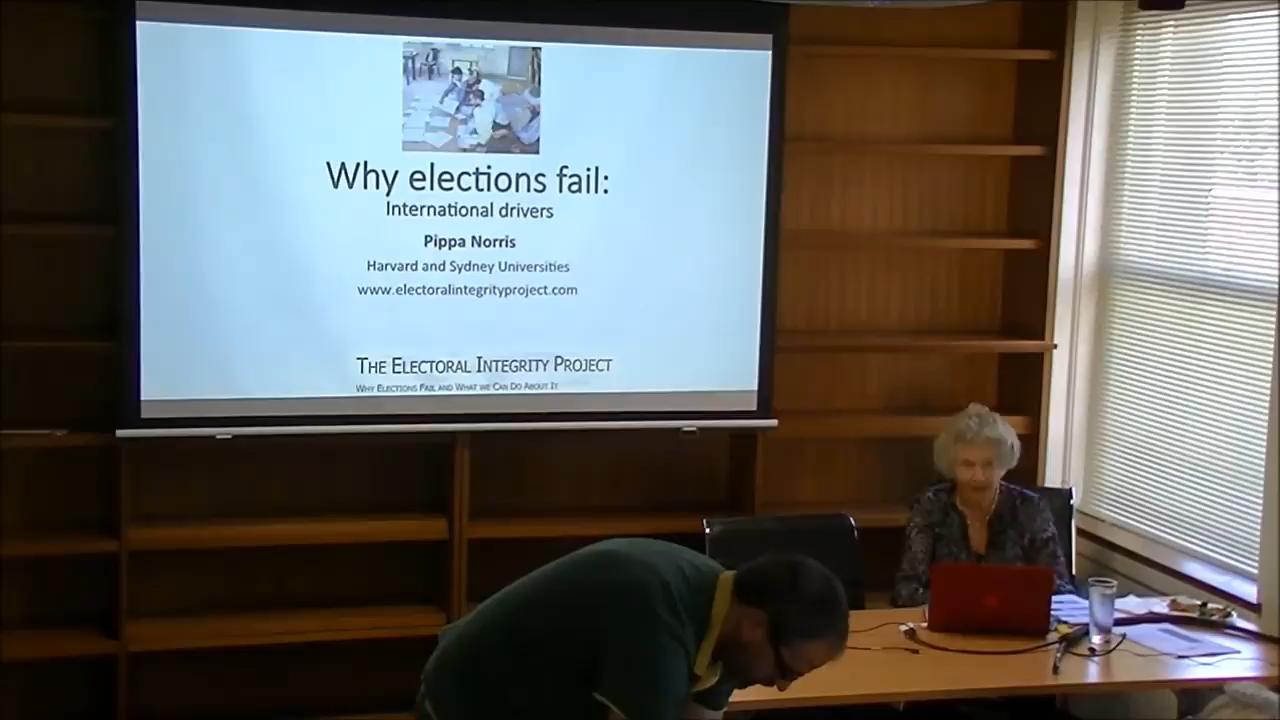 Why elections fail:
International drivers
Pippa Norris
Harvard and Sydney Universities
www.electoralintegrityproject.com
THE ELECTORAL INTEGRITY PROJECT
WHY ELECTIONS FAIL AND WHAT WE CAN DO ABOUT IT